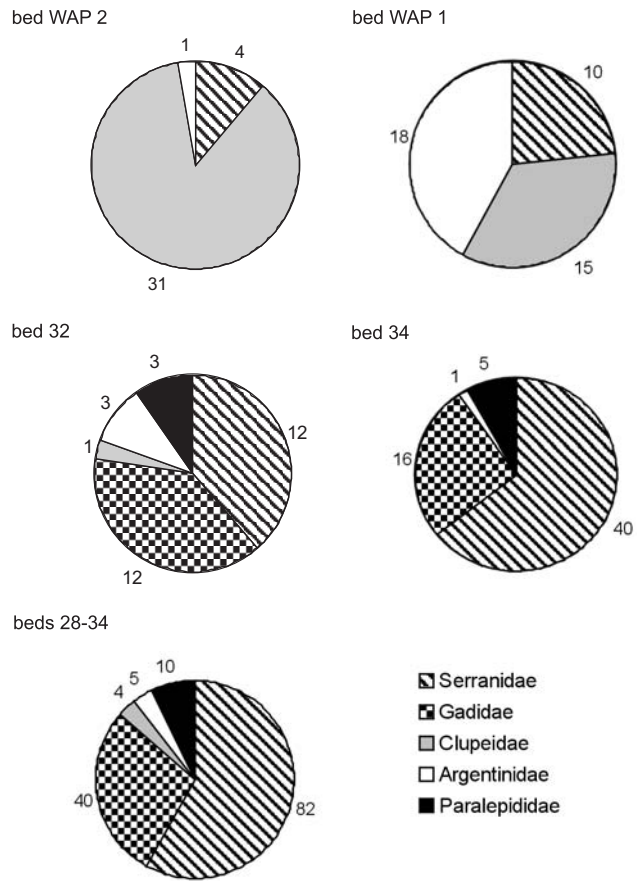 bed WAP 2
bed WAP 1
1
4
31
10
18
15
bed 32
bed 34
3
3
1
12
12
1
5
16
40
beds 28-34
10
5
4
40
82
Serranidae
Gadidae
Clupeidae
Argentinidae
Paralepididae